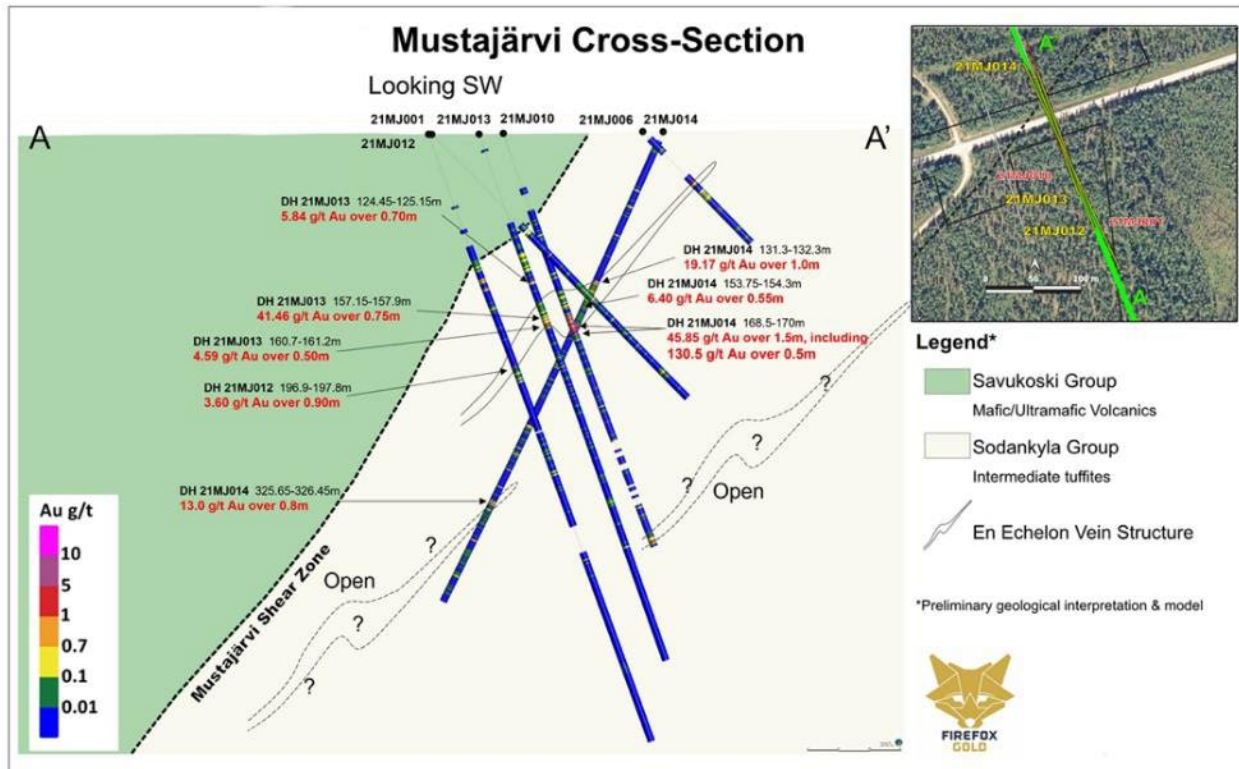 Mustajärvi Cross-Section
Looking SW
A
A'
21MJ001
21MJ013
21MJ010
21MJ006
21MJ014
21MJ012
DH 21MJ013 124.45-125.15m
5.84 g/t Au over 0.70m
DH 21MJ014 131.3-132.3m
19.17 g/t Au over 1.0m
DH 21MJ014 153.75-154.3m
6.40 g/t Au over 0.55m
DH 21MJ013 157.15-157.9m
41.46 g/t Au over 0.75m
DH 21MJ014 168.5-170m
45.85 g/t Au over 1.5m, including
130.5 g/t Au over 0.5m
DH 21MJ013 160.7-161.2m
4.59 g/t Au over 0.50m
DH 21MJ012 196.9-197.8m
3.60 g/t Au over 0.90m
DH 21MJ014 325.65-326.45m
13.0 g/t Au over 0.8m
?
?
?
Open
?
?
?
Open
Mustajärvi Shear Zone
Au g/t
10
5
1
0.7
0.1
0.01
A'
21MJ014
21MJ013
21MJ012
A
Legend*
Savukoski Group
Mafic/Ultramafic Volcanics
Sodankyla Group
Intermediate tuffites
En Echelon Vein Structure
*Preliminary geological interpretation & model
FIREFOX
GOLD